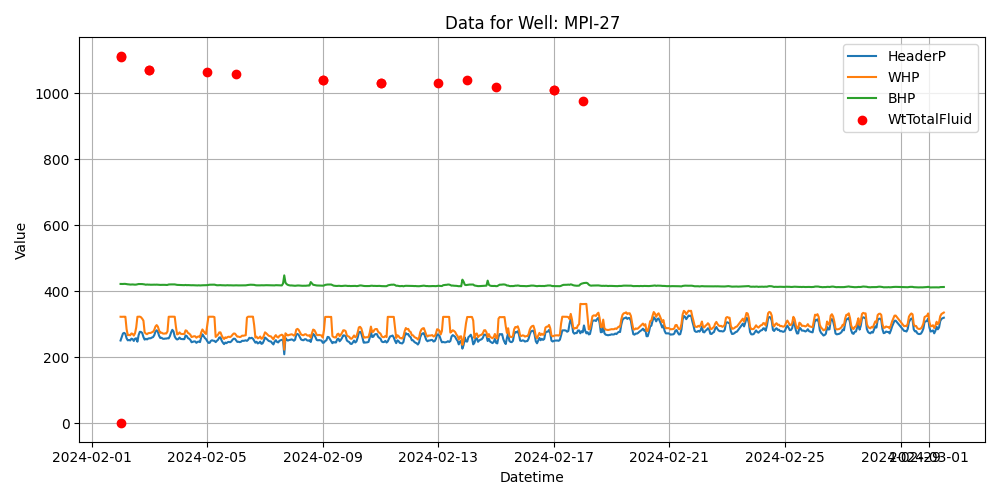 Data for Well: MPI-27
HeaderP
WHP
BHP
WtTotalFluid
Value
1000
800
600
400
200
0
2024-02-01
2024-02-05
2024-02-09
2024-02-13
2024-02-17
2024-02-21
2024-02-25
2024-02-29
2024-03-01
Datetime